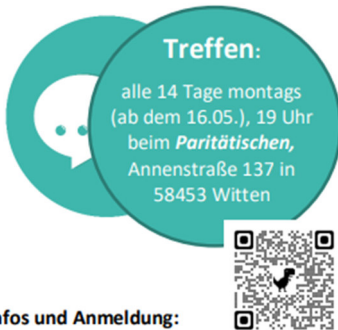 Treffen:
alle 14 Tage montags
(ab dem 16.05.), 19 Uhr
beim Paritätischen,
Annenstraße 137 in
58453 Witten
nfos und Anmeldung: